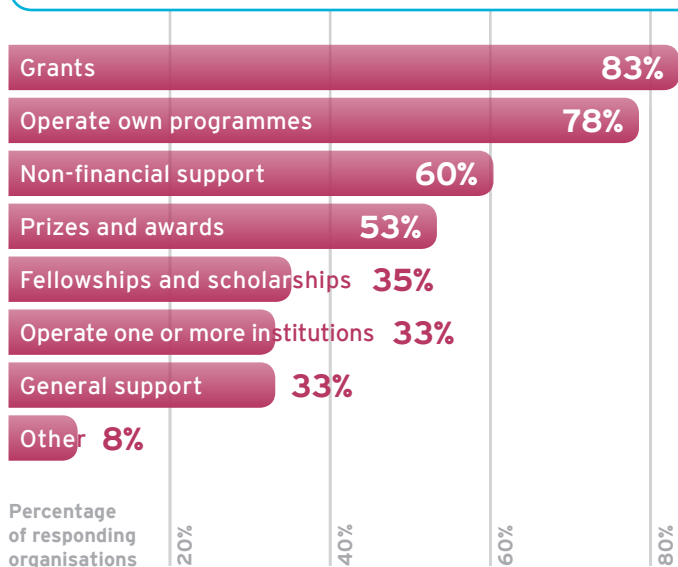 Grants 83%
Operate own programmes 78%
Non-financial support 60%
Prizes and awards 53%
Fellowships and scholarships 35%
Operate one or more institutions 33%
General support 33%
Other 8%
Percentage
of responding
organisations
20%
40%
60%
80%